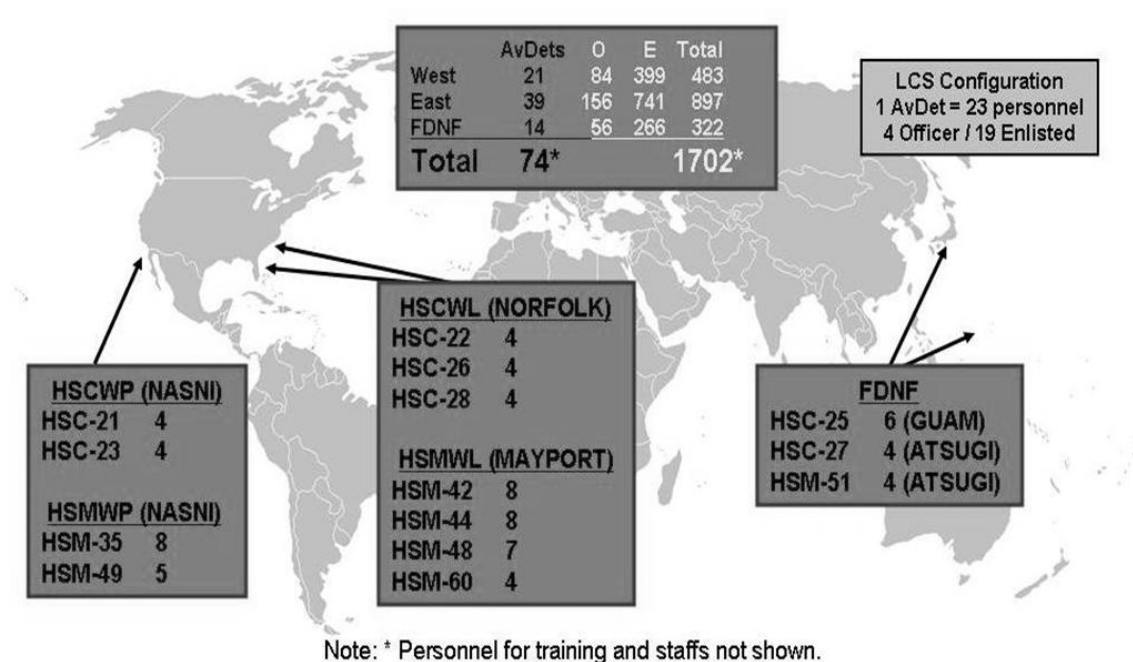 AvDets O E Total
West 21 84 399 483
East 39 156 741 897
FDNF 14 56 266 322
Total 74* 1702*
LCS Configuration
1 AvDet = 23 personnel
4 Officer / 19 Enlisted
HSCWP (NASNI)
HSC-21 4
HSC-23 4
HSMWP (NASNI)
HSM-35 8
HSM-49 5
HSCWL (NORFOLK)
HSC-22 4
HSC-26 4
HSC-28 4
HSMWL (MAYPORT)
HSM-42 8
HSM-44 8
HSM-48 7
HSM-60 4
FDNF
HSC-25 6 (GUAM)
HSC-27 4 (ATSUGI)
HSM-51 4 (ATSUGI)
Note: * Personnel for training and staffs not shown.